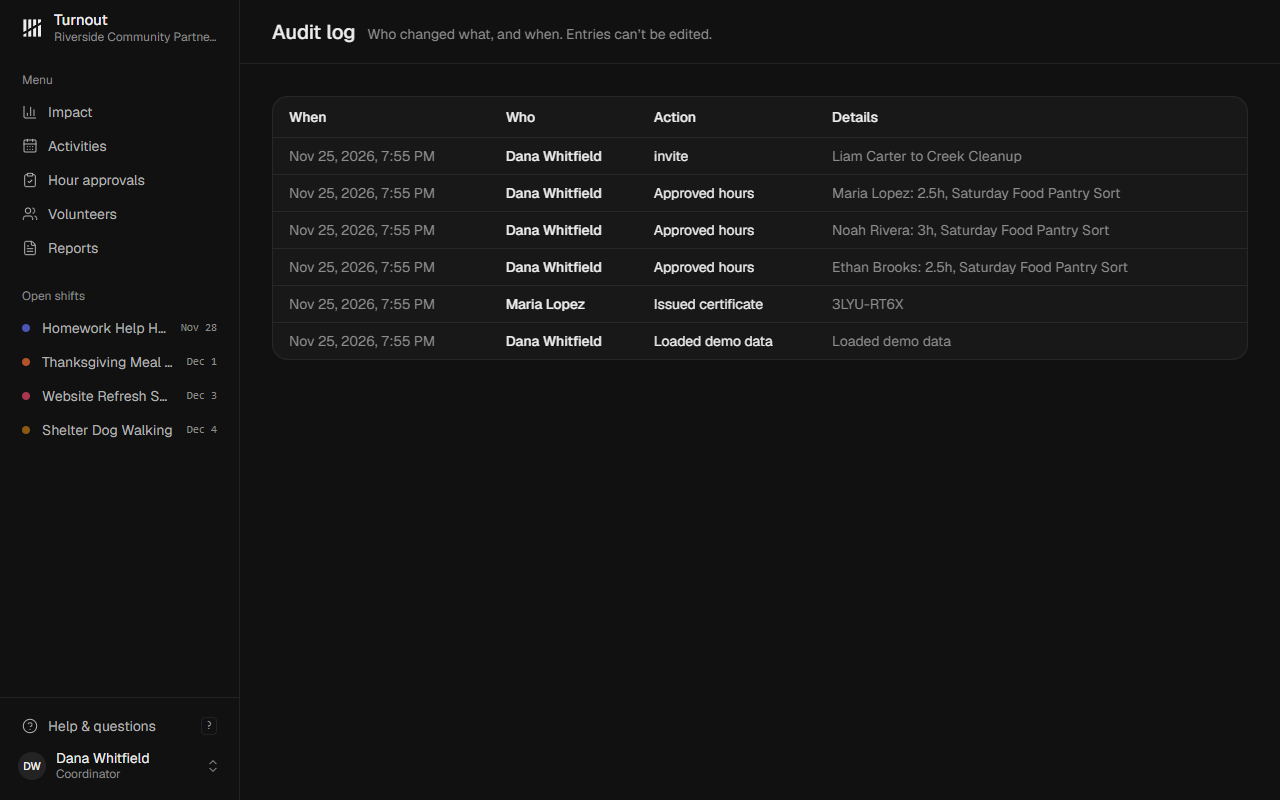 Turnout
Riverside Community Partne...
Menu
Impact
Activities
Hour approvals
Volunteers
Reports
Open shifts
Homework Help H... Nov 28
Thanksgiving Meal ... Dec 1
Website Refresh S... Dec 3
Shelter Dog Walking Dec 4
Help & questions ?
DW Dana Whitfield
Coordinator
Audit log Who changed what, and when. Entries can't be edited.
When Who Action Details
Nov 25, 2026, 7:55 PM Dana Whitfield invite Liam Carter to Creek Cleanup
Nov 25, 2026, 7:55 PM Dana Whitfield Approved hours Maria Lopez: 2.5h, Saturday Food Pantry Sort
Nov 25, 2026, 7:55 PM Dana Whitfield Approved hours Noah Rivera: 3h, Saturday Food Pantry Sort
Nov 25, 2026, 7:55 PM Dana Whitfield Approved hours Ethan Brooks: 2.5h, Saturday Food Pantry Sort
Nov 25, 2026, 7:55 PM Maria Lopez Issued certificate 3LYU-RT6X
Nov 25, 2026, 7:55 PM Dana Whitfield Loaded demo data Loaded demo data